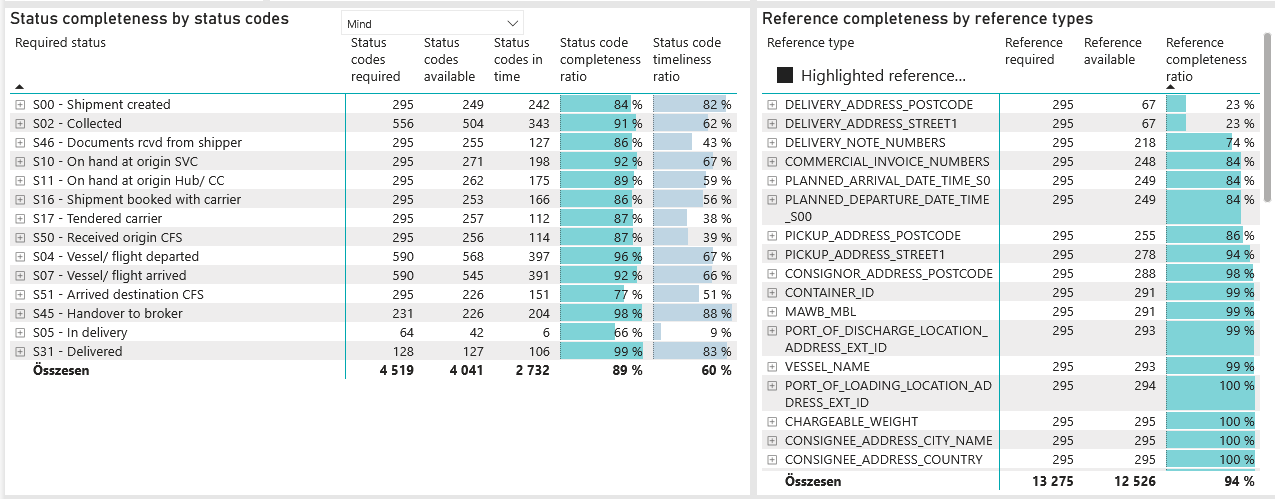 Status completeness by status codes
Mind
Required status Status codes required Status codes available Status codes in time Status code completeness ratio Status code timeliness ratio
S00 - Shipment created 295 249 242 84 % 82 %
S02 - Collected 556 504 343 91 % 62 %
S46 - Documents rcvd from shipper 295 255 127 86 % 43 %
S10 - On hand at origin SVC 295 271 198 92 % 67 %
S11 - On hand at origin Hub/ CC 295 262 175 89 % 59 %
S16 - Shipment booked with carrier 295 253 166 86 % 56 %
S17 - Tendered carrier 295 257 112 87 % 38 %
S50 - Received origin CFS 295 256 114 87 % 39 %
S04 - Vessel/ flight departed 590 568 397 96 % 67 %
S07 - Vessel/ flight arrived 590 545 391 92 % 66 %
S51 - Arrived destination CFS 295 226 151 77 % 51 %
S45 - Handover to broker 231 226 204 98 % 88 %
S05 - In delivery 64 42 6 66 % 9 %
S31 - Delivered 128 127 106 99 % 83 %
Összesen 4 519 4 041 2 732 89 % 60 %
Reference completeness by reference types
Reference type Reference required Reference available Reference completeness ratio
Highlighted reference...
DELIVERY_ADDRESS_POSTCODE 295 67 23 %
DELIVERY_ADDRESS_STREET1 295 67 23 %
DELIVERY_NOTE_NUMBERS 295 218 74 %
COMMERCIAL_INVOICE_NUMBERS 295 248 84 %
PLANNED_ARRIVAL_DATE_TIME_S0 295 249 84 %
PLANNED_DEPARTURE_DATE_TIME 295 249 84 %
_S00
PICKUP_ADDRESS_POSTCODE 295 255 86 %
PICKUP_ADDRESS_STREET1 295 278 94 %
CONSIGNOR_ADDRESS_POSTCODE 295 288 98 %
CONTAINER_ID 295 291 99 %
MAWB_MBL 295 291 99 %
PORT_OF_DISCHARGE_LOCATION_ 295 293 99 %
ADDRESS_EXT_ID
VESSEL_NAME 295 293 99 %
PORT_OF_LOADING_LOCATION_AD 295 294 100 %
DRESS_EXT_ID
CHARGEABLE_WEIGHT 295 295 100 %
CONSIGNEE_ADDRESS_CITY_NAME 295 295 100 %
CONSIGNEE_ADDRESS_COUNTRY 295 295 100 %
Összesen 13 275 12 526 94 %